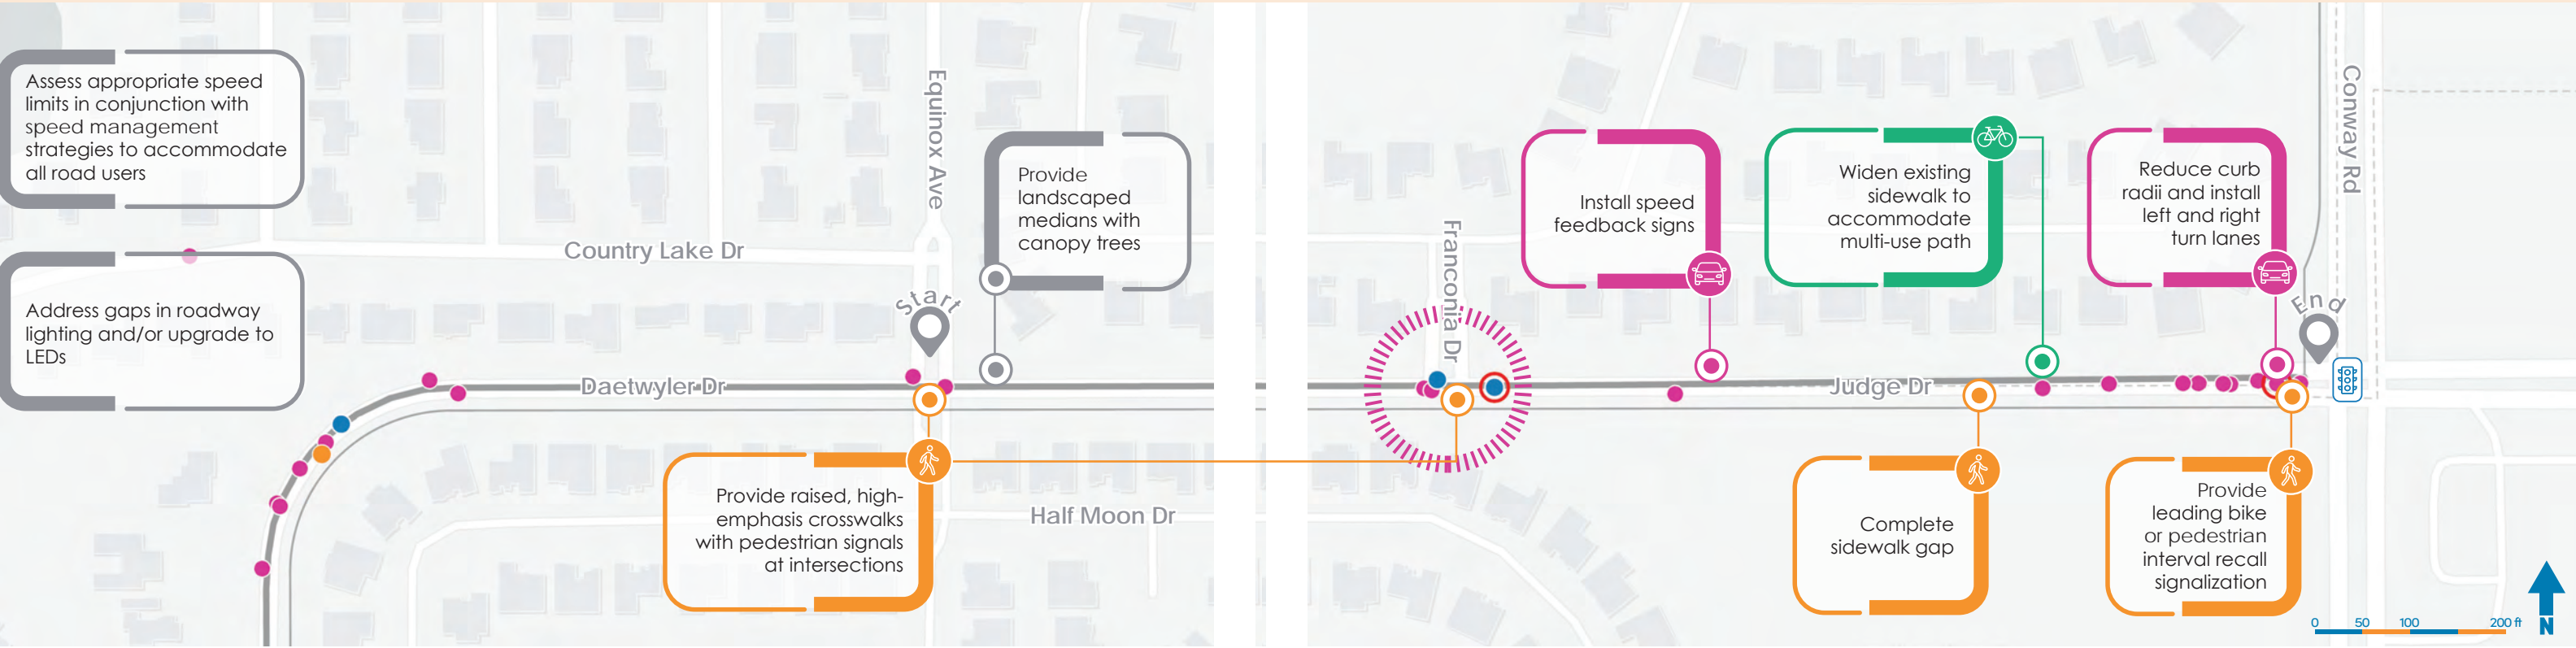 Assess appropriate speed
limits in conjunction with
speed management
strategies to accommodate
all road users
Address gaps in roadway
lighting and/or upgrade to
LEDs
Country Lake Dr
Equinox Ave
Start
Provide
landscaped
medians with
canopy trees
Daetwyler Dr
Provide raised, high-
emphasis crosswalks
with pedestrian signals
at intersections
Half Moon Dr
Franconia Dr
Install speed
feedback signs
Widen existing
sidewalk to
accommodate
multi-use path
Reduce curb
radii and install
left and right
turn lanes
Conway Rd
End
Judge Dr
Complete
sidewalk gap
Provide
leading bike
or pedestrian
interval recall
signalization
0 50 100 200 ft
N